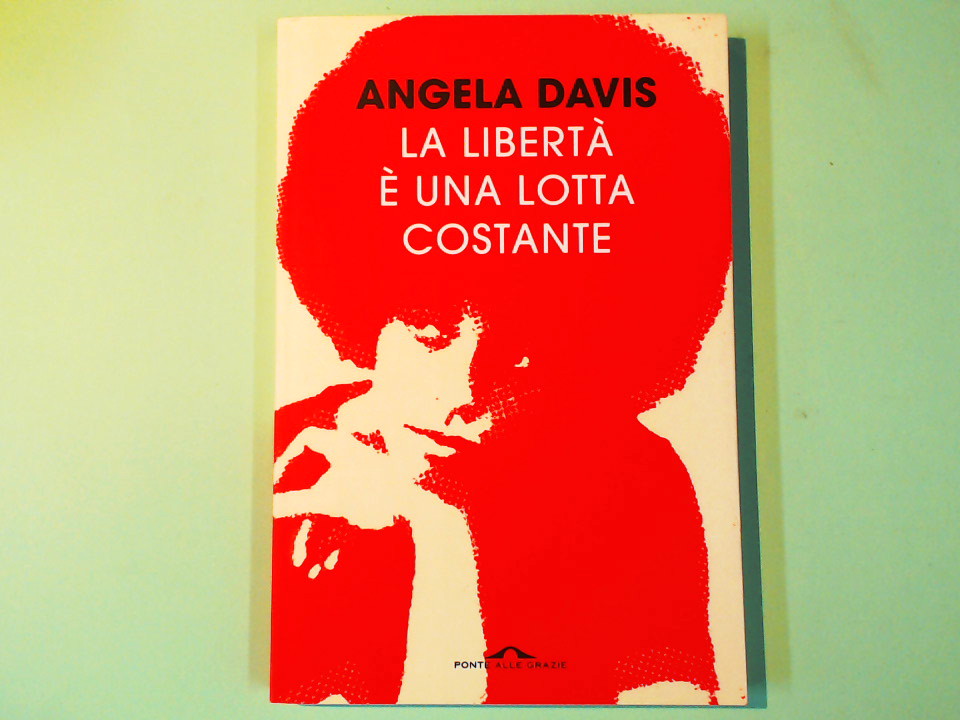 ANGELA DAVIS
LA LIBERTÀ
È UNA LOTTA
COSTANTE
PONTE ALLE GRAZIE